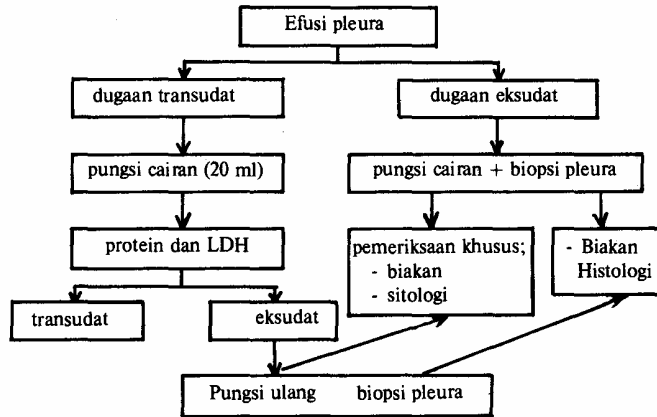 Efusi pleura
dugaan transudat
dugaan eksudat
pungsi cairan (20 ml)
pungsi cairan + biopsi pleura
protein dan LDH
pemeriksaan khusus;
- biakan
- sitologi
- Biakan
Histologi
transudat
eksudat
Pungsi ulang biopsi pleura